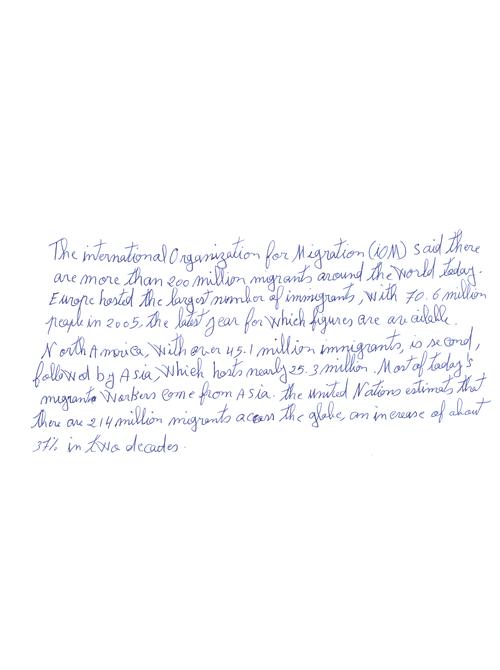 The international Organization for Migration (iOM) said there
are more than 200 million migrants around the world today.
Europe hosted the largest number of immigrants, with 70.6 million
people in 2005, the latest year for which figures are available.
North America, with over 45.1 million immigrants, is second,
followed by Asia, which hosts nearly 25.3 million. Most of today's
migrants workers come from Asia. the united Nations estimats that
there are 214 million migrants across the globe, an increase of about
37% in two decades.